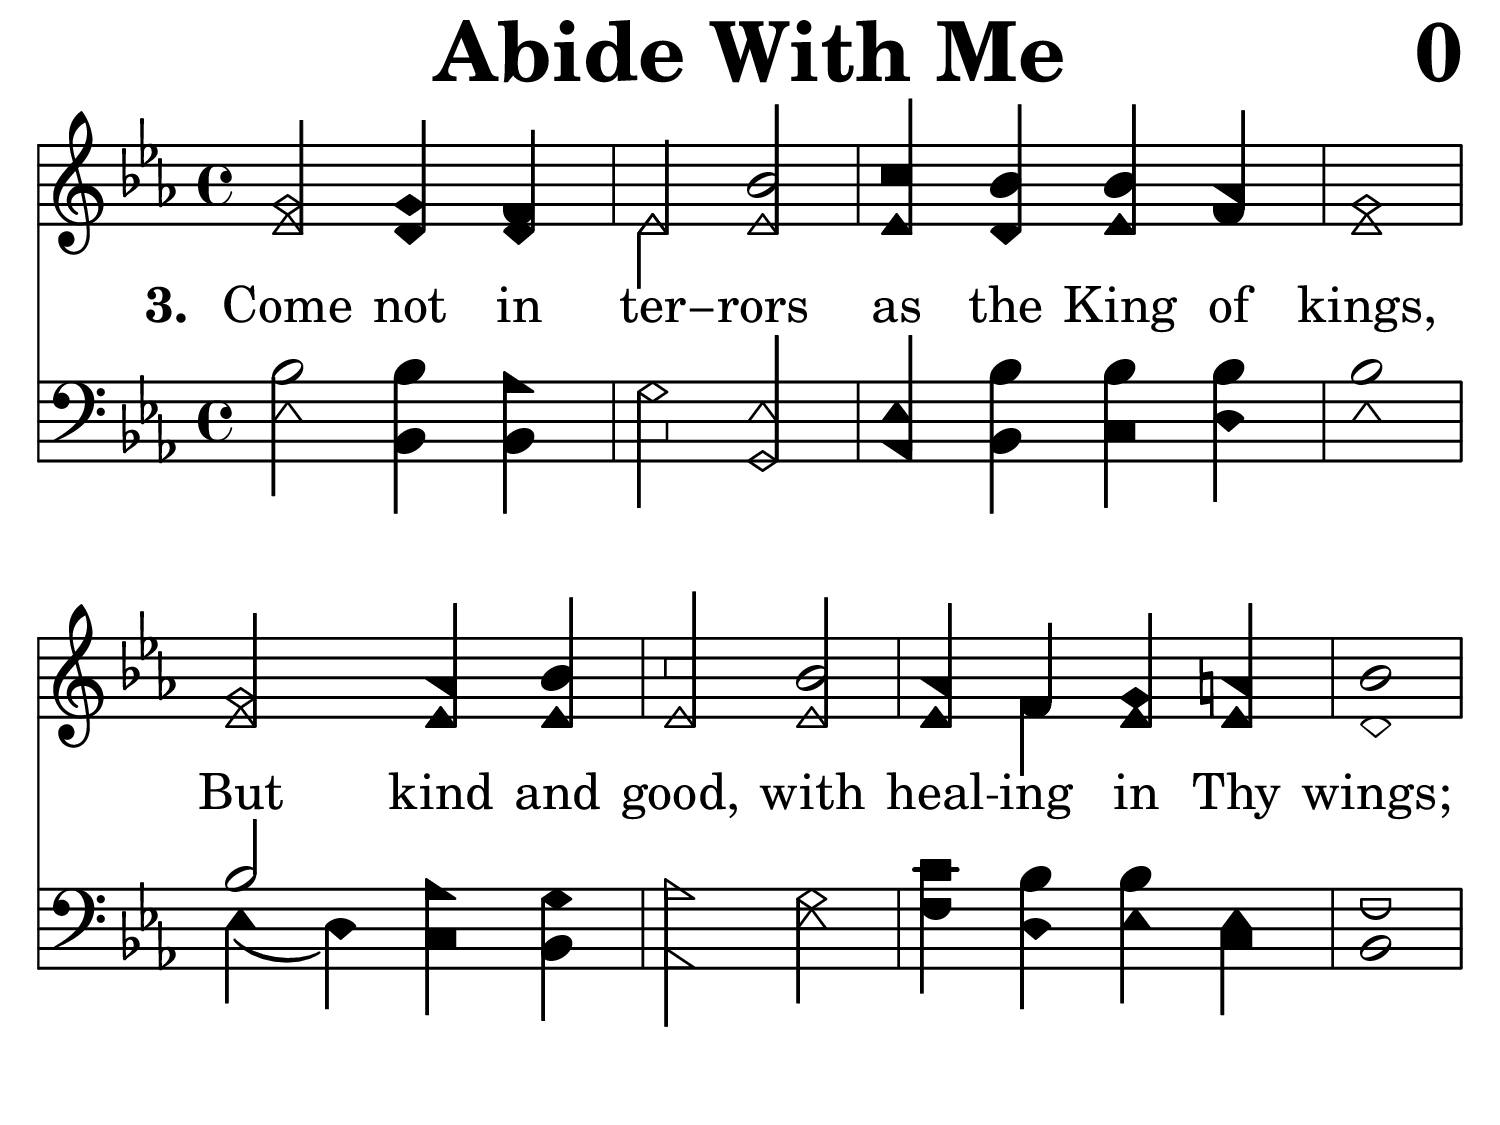 Abide With Me 0
3. Come not in ter–rors as the King of kings,
But kind and good, with heal-ing in Thy wings;